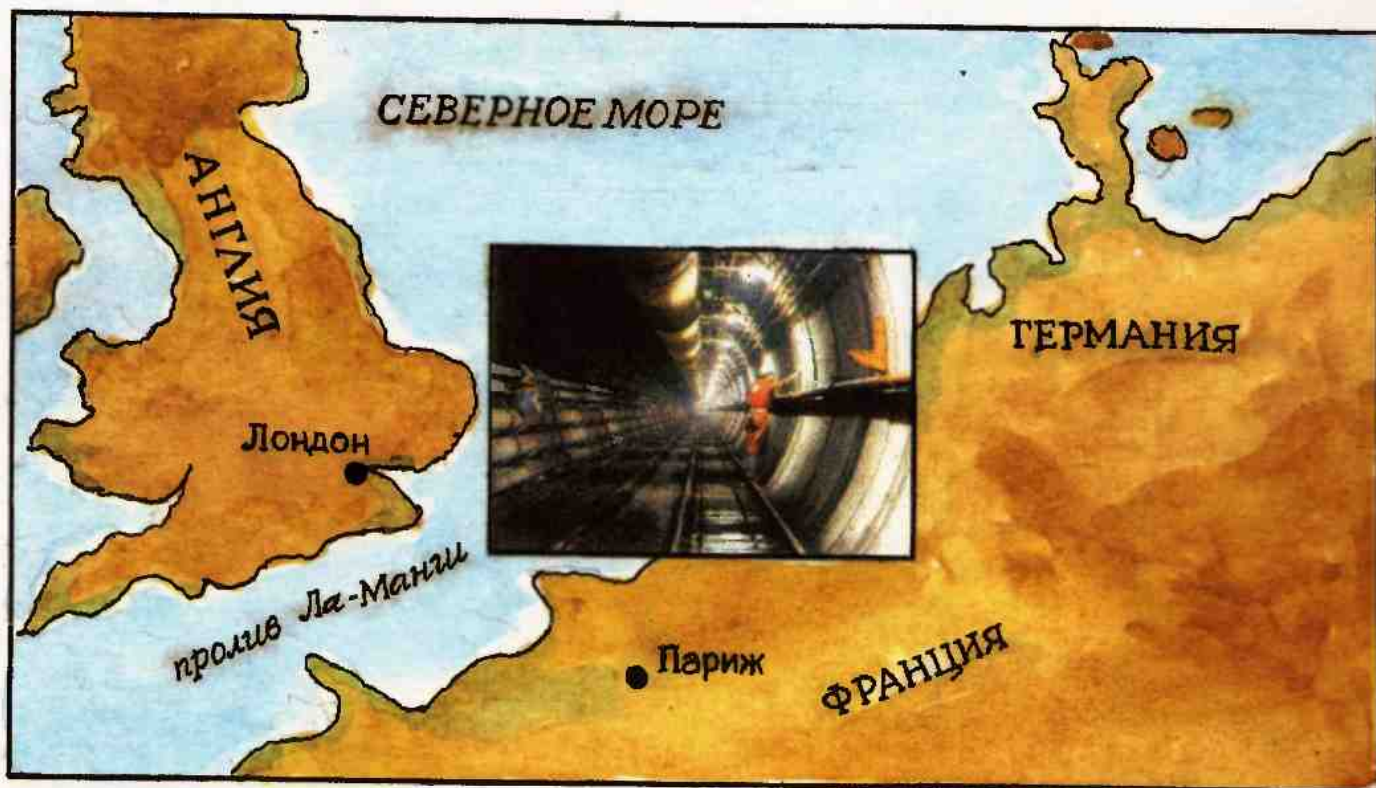 СЕВЕРНОЕ МОРЕ
АНГЛИЯ
ГЕРМАНИЯ
Лондон
пролив Ла-Манш
Париж
ФРАНЦИЯ